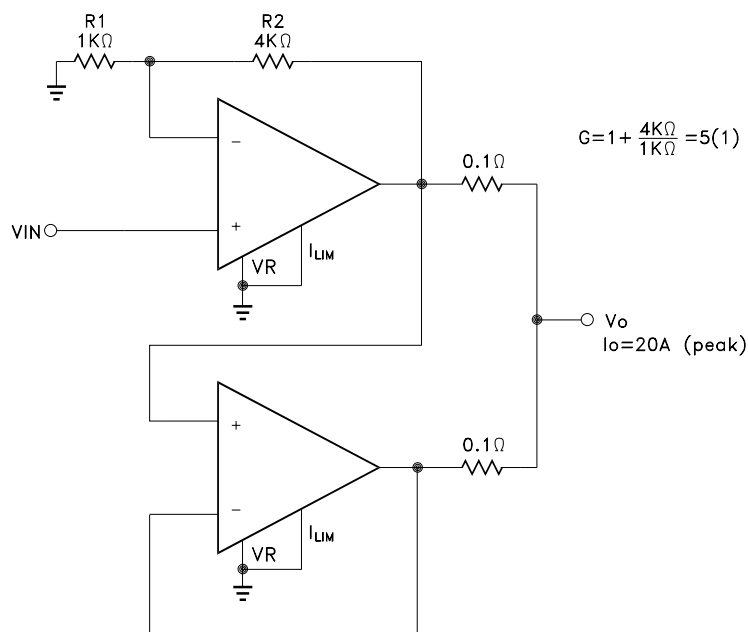 R1
1KΩ
R2
4KΩ
G=1+ 4KΩ/1KΩ =5(1)
0.1Ω
−
VIN
+
ILIM
VR
Vo
Io=20A (peak)
0.1Ω
+
−
ILIM
VR